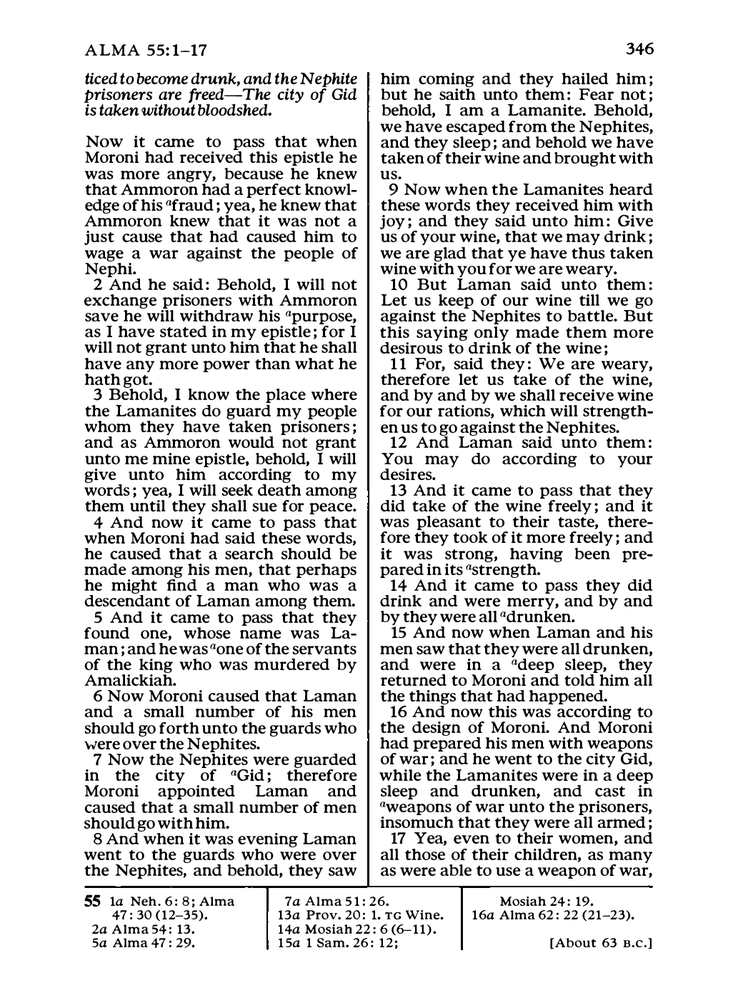 ALMA 55:1–17
346
ticed to become drunk, and the Nephite
prisoners are freed—The city of Gid
is taken without bloodshed.
Now it came to pass that when
Moroni had received this epistle he
was more angry, because he knew
that Ammoron had a perfect knowl-
edge of his afraud; yea, he knew that
Ammoron knew that it was not a
just cause that had caused him to
wage a war against the people of
Nephi.
2 And he said: Behold, I will not
exchange prisoners with Ammoron
save he will withdraw his apurpose,
as I have stated in my epistle; for I
will not grant unto him that he shall
have any more power than what he
hath got.
3 Behold, I know the place where
the Lamanites do guard my people
whom they have taken prisoners;
and as Ammoron would not grant
unto me mine epistle, behold, I will
give unto him according to my
words; yea, I will seek death among
them until they shall sue for peace.
4 And now it came to pass that
when Moroni had said these words,
he caused that a search should be
made among his men, that perhaps
he might find a man who was a
descendant of Laman among them.
5 And it came to pass that they
found one, whose name was La-
man; and he was aone of the servants
of the king who was murdered by
Amalickiah.
6 Now Moroni caused that Laman
and a small number of his men
should go forth unto the guards who
were over the Nephites.
7 Now the Nephites were guarded
in the city of aGid; therefore
Moroni appointed Laman and
caused that a small number of men
should go with him.
8 And when it was evening Laman
went to the guards who were over
the Nephites, and behold, they saw
him coming and they hailed him;
but he saith unto them: Fear not;
behold, I am a Lamanite. Behold,
we have escaped from the Nephites,
and they sleep; and behold we have
taken of their wine and brought with
us.
9 Now when the Lamanites heard
these words they received him with
joy; and they said unto him: Give
us of your wine, that we may drink;
we are glad that ye have thus taken
wine with you for we are weary.
10 But Laman said unto them:
Let us keep of our wine till we go
against the Nephites to battle. But
this saying only made them more
desirous to drink of the wine;
11 For, said they: We are weary,
therefore let us take of the wine,
and by and by we shall receive wine
for our rations, which will strength-
en us to go against the Nephites.
12 And Laman said unto them:
You may do according to your
desires.
13 And it came to pass that they
did take of the wine freely; and it
was pleasant to their taste, there-
fore they took of it more freely; and
it was strong, having been pre-
pared in its astrength.
14 And it came to pass they did
drink and were merry, and by and
by they were all adrunken.
15 And now when Laman and his
men saw that they were all drunken,
and were in a adeep sleep, they
returned to Moroni and told him all
the things that had happened.
16 And now this was according to
the design of Moroni. And Moroni
had prepared his men with weapons
of war; and he went to the city Gid,
while the Lamanites were in a deep
sleep and drunken, and cast in
aweapons of war unto the prisoners,
insomuch that they were all armed;
17 Yea, even to their women, and
all those of their children, as many
as were able to use a weapon of war,
55 1a Neh. 6: 8; Alma
47: 30 (12–35).
2a Alma 54: 13.
5a Alma 47: 29.
7a Alma 51: 26.
13a Prov. 20: 1. TG Wine.
14a Mosiah 22: 6 (6–11).
15a 1 Sam. 26: 12;
Mosiah 24: 19.
16a Alma 62: 22 (21–23).
[About 63 B.C.]